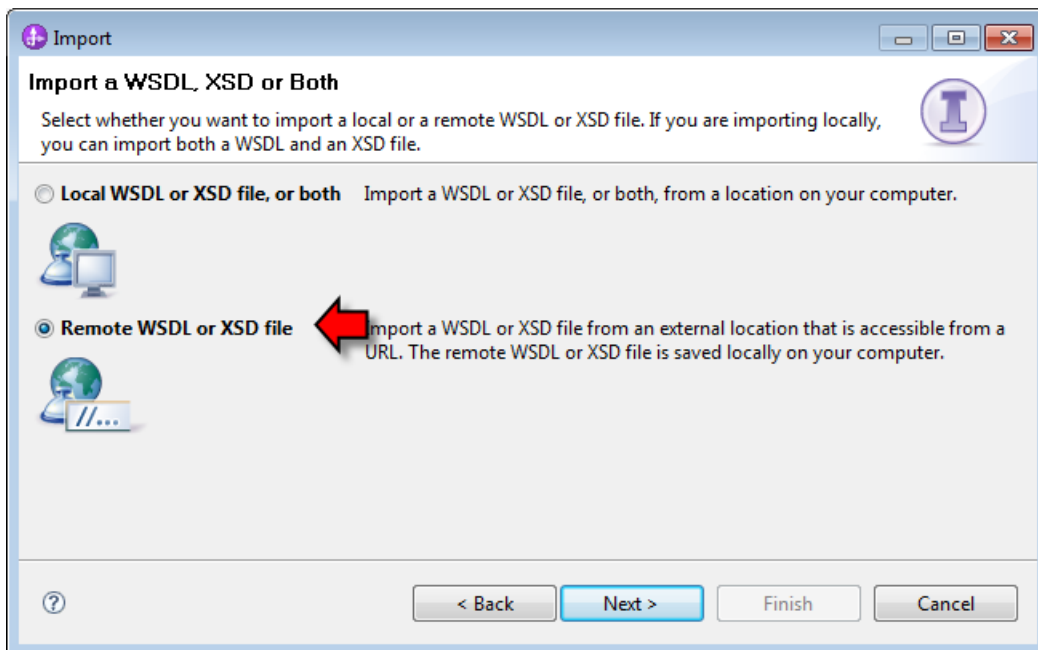 Import
Import a WSDL, XSD or Both
Select whether you want to import a local or a remote WSDL or XSD file. If you are importing locally,
you can import both a WSDL and an XSD file.
Local WSDL or XSD file, or both Import a WSDL or XSD file, or both, from a location on your computer.
Remote WSDL or XSD file Import a WSDL or XSD file from an external location that is accessible from a
URL. The remote WSDL or XSD file is saved locally on your computer.
//...
< Back Next > Finish Cancel